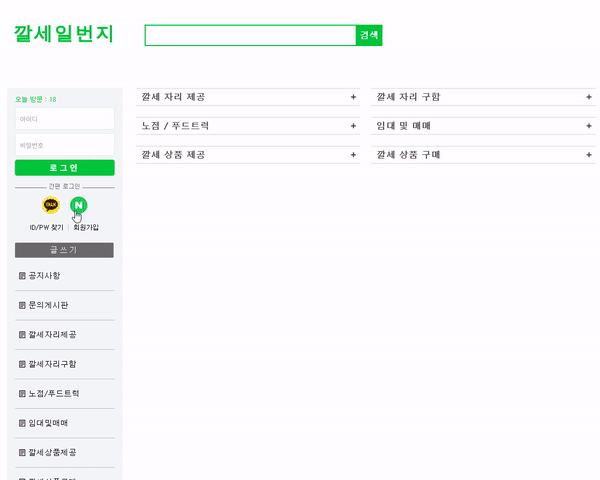 깔세일번지
검색
오늘 방문 : 18
아이디
비밀번호
로그인
간편 로그인
TALK
N
ID/PW 찾기 | 회원가입
글쓰기
공지사항
문의게시판
깔세자리제공
깔세자리구함
노점/푸드트럭
임대및매매
깔세상품제공
깔세 자리 제공 +
깔세 자리 구함 +
노점 / 푸드트럭 +
임대 및 매매 +
깔세 상품 제공 +
깔세 상품 구매 +